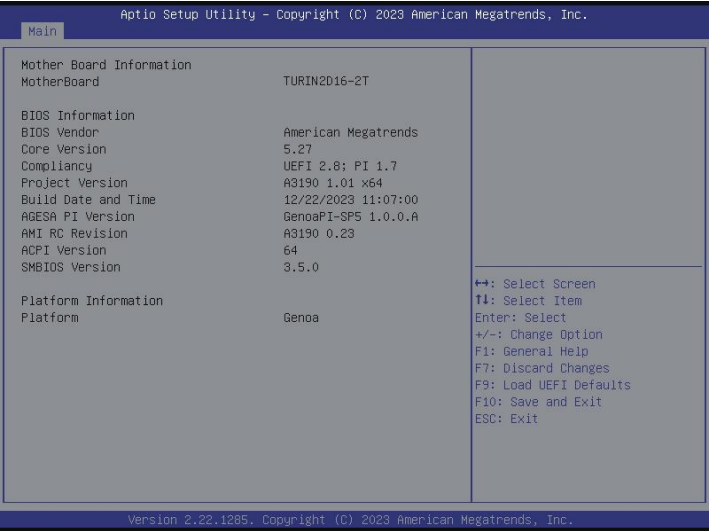 Aptio Setup Utility – Copyright (C) 2023 American Megatrends, Inc.
Main
Mother Board Information
MotherBoard TURIN2D16-2T
BIOS Information
BIOS Vendor American Megatrends
Core Version 5.27
Compliancy UEFI 2.8; PI 1.7
Project Version A3190 1.01 x64
Build Date and Time 12/22/2023 11:07:00
AGESA PI Version GenoaPI-SP5 1.0.0.A
AMI RC Revision A3190 0.23
ACPI Version 64
SMBIOS Version 3.5.0
Platform Information
Platform Genoa
↔: Select Screen
↑↓: Select Item
Enter: Select
+/-: Change Option
F1: General Help
F7: Discard Changes
F9: Load UEFI Defaults
F10: Save and Exit
ESC: Exit
Version 2.22.1285. Copyright (C) 2023 American Megatrends, Inc.